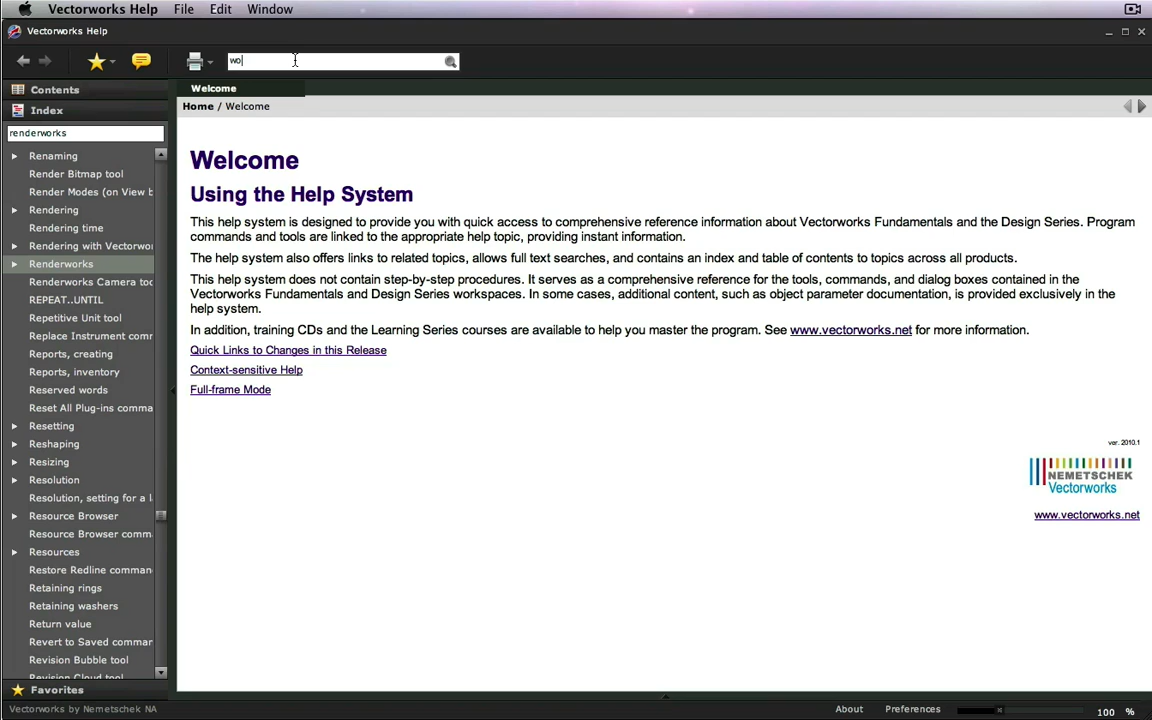 Vectorworks Help File Edit Window
Vectorworks Help
wo
Contents
Welcome
Home / Welcome
Index
renderworks
Renaming
Render Bitmap tool
Render Modes (on View b
Rendering
Rendering time
Rendering with Vectorwor
Renderworks
Renderworks Camera too
REPEAT..UNTIL
Repetitive Unit tool
Replace Instrument comm
Reports, creating
Reports, inventory
Reserved words
Reset All Plug-ins comma
Resetting
Reshaping
Resizing
Resolution
Resolution, setting for a l
Resource Browser
Resource Browser comm
Resources
Restore Redline comman
Retaining rings
Retaining washers
Return value
Revert to Saved comman
Revision Bubble tool
Revision Cloud tool
Favorites
Welcome
Using the Help System
This help system is designed to provide you with quick access to comprehensive reference information about Vectorworks Fundamentals and the Design Series. Program
commands and tools are linked to the appropriate help topic, providing instant information.
The help system also offers links to related topics, allows full text searches, and contains an index and table of contents to topics across all products.
This help system does not contain step-by-step procedures. It serves as a comprehensive reference for the tools, commands, and dialog boxes contained in the
Vectorworks Fundamentals and Design Series workspaces. In some cases, additional content, such as object parameter documentation, is provided exclusively in the
help system.
In addition, training CDs and the Learning Series courses are available to help you master the program. See www.vectorworks.net for more information.
Quick Links to Changes in this Release
Context-sensitive Help
Full-frame Mode
ver. 2010.1
NEMETSCHEK
Vectorworks
www.vectorworks.net
Vectorworks by Nemetschek NA
About Preferences 100 %